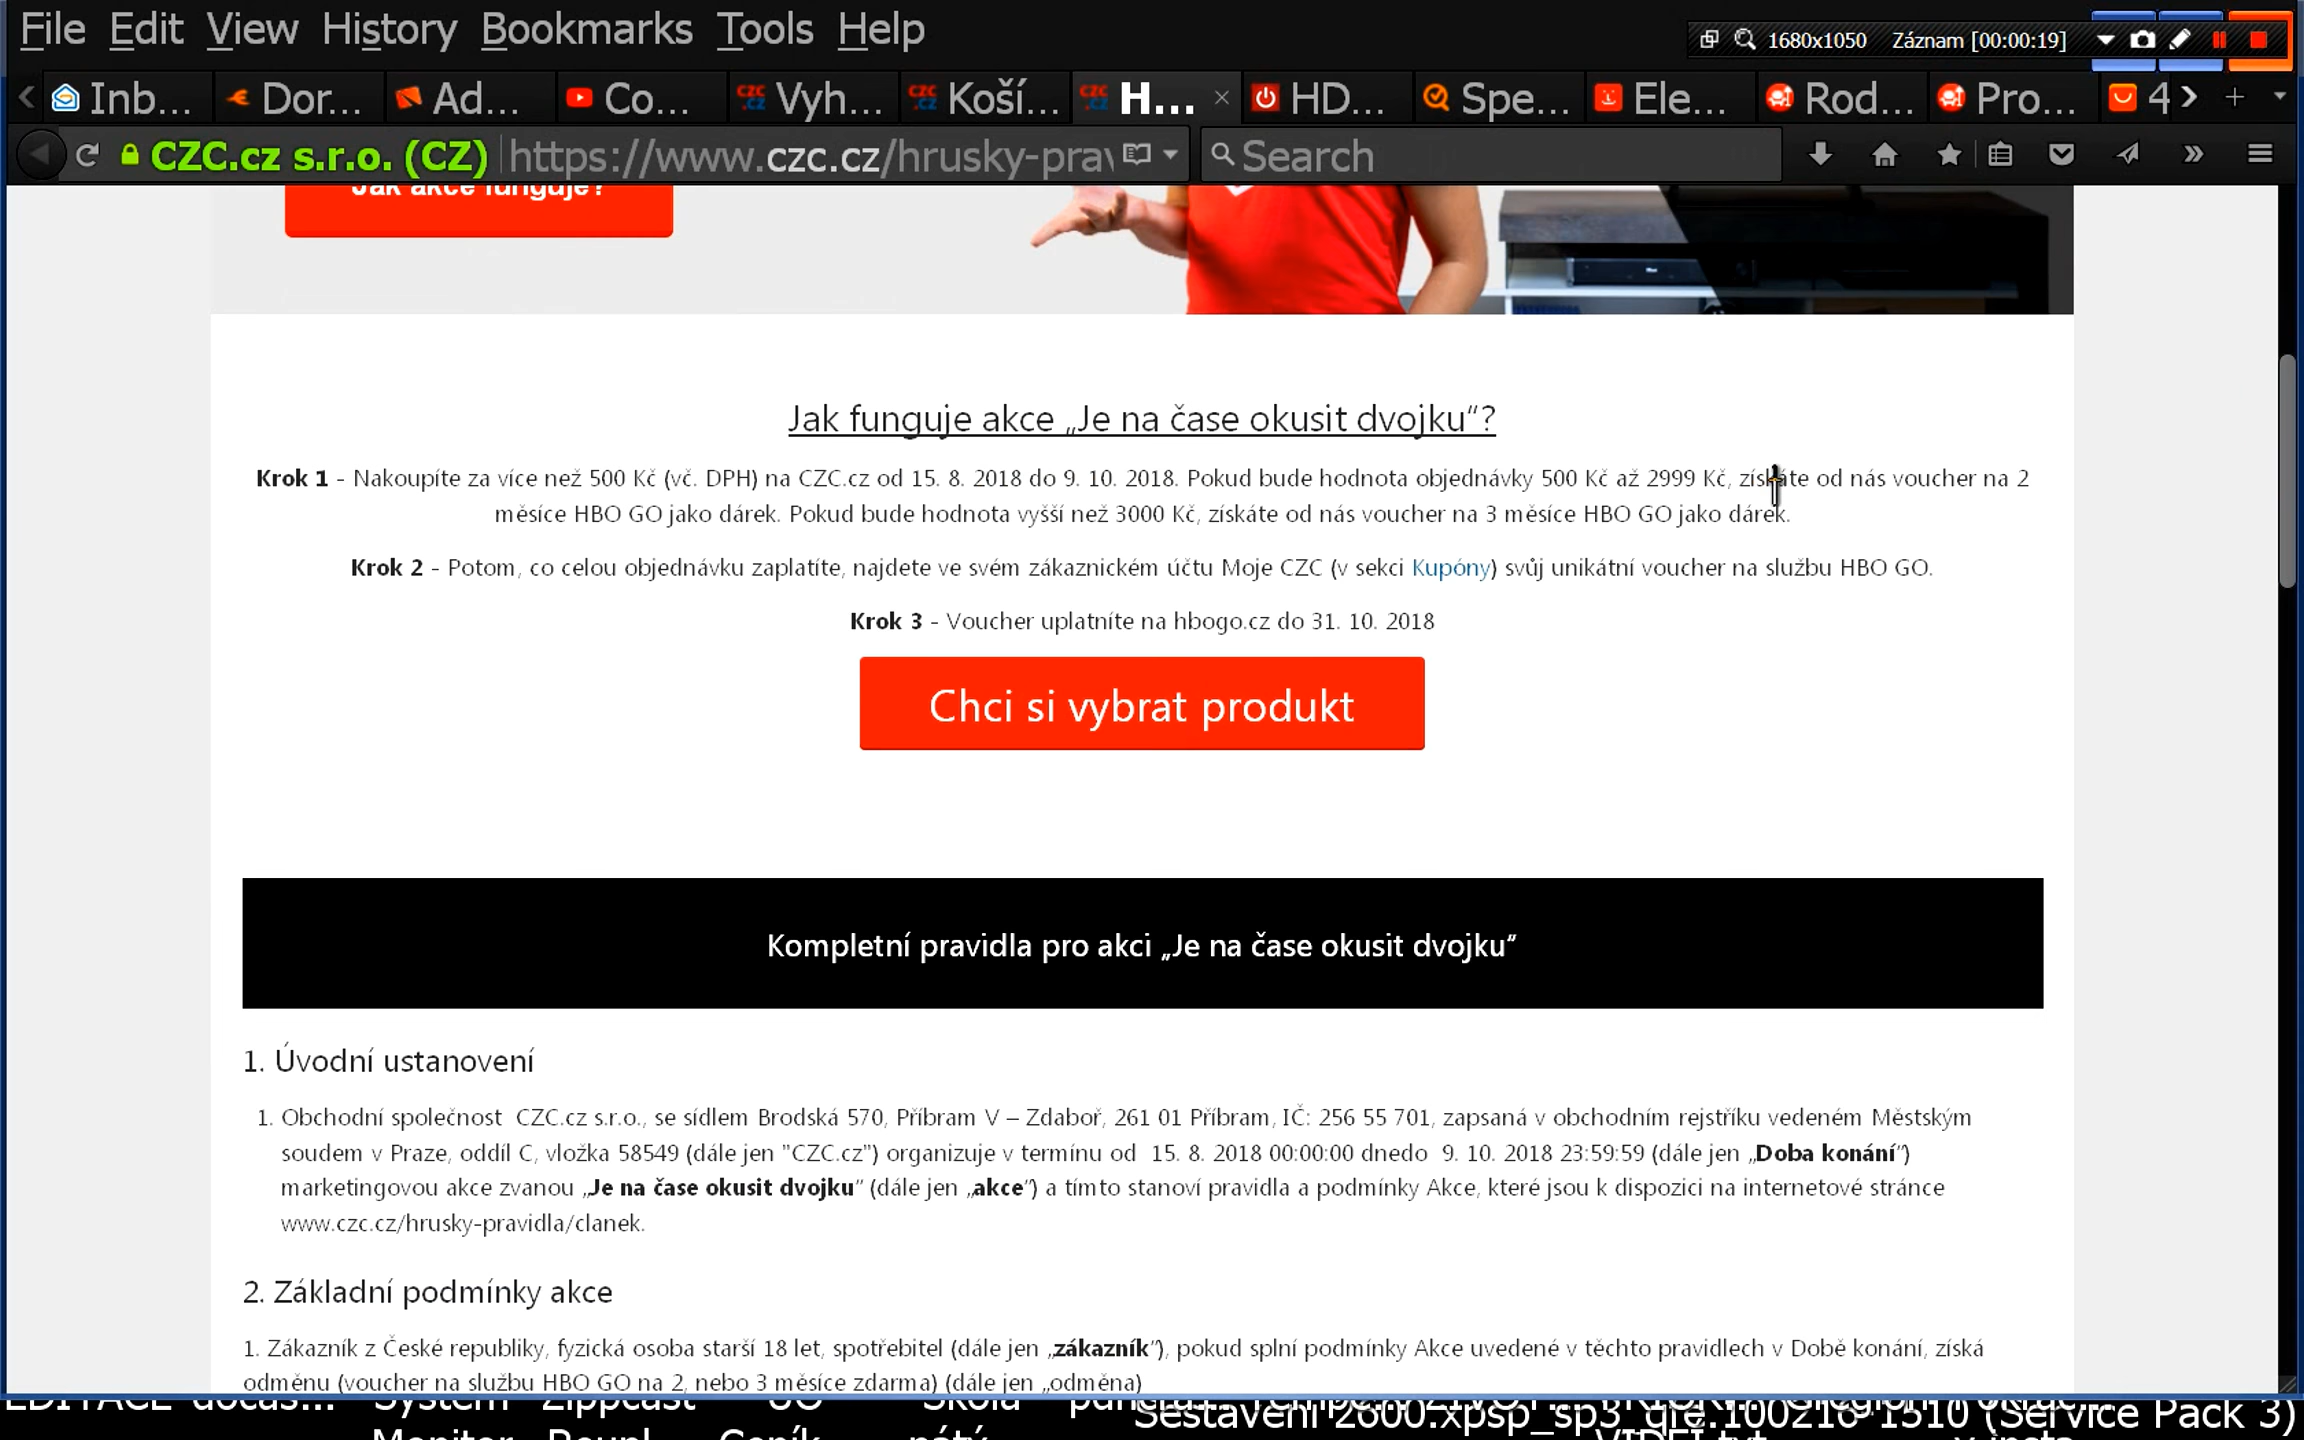 File Edit View History Bookmarks Tools Help
1680x1050 Záznam [00:00:19]
Inb... Dor... Ad... Co... Vyh... Koší... H... HD... Spe... Ele... Rod... Pro... 4
CZC.cz s.r.o. (CZ) https://www.czc.cz/hrusky-prav Search
Jak akce funguje?
Jak funguje akce „Je na čase okusit dvojku“?
Krok 1 - Nakoupíte za více než 500 Kč (vč. DPH) na CZC.cz od 15. 8. 2018 do 9. 10. 2018. Pokud bude hodnota objednávky 500 Kč až 2999 Kč, získáte od nás voucher na 2
měsíce HBO GO jako dárek. Pokud bude hodnota vyšší než 3000 Kč, získáte od nás voucher na 3 měsíce HBO GO jako dárek.
Krok 2 - Potom, co celou objednávku zaplatíte, najdete ve svém zákaznickém účtu Moje CZC (v sekci Kupóny) svůj unikátní voucher na službu HBO GO.
Krok 3 - Voucher uplatníte na hbogo.cz do 31. 10. 2018
Chci si vybrat produkt
Kompletní pravidla pro akci „Je na čase okusit dvojku“
1. Úvodní ustanovení
1. Obchodní společnost CZC.cz s.r.o., se sídlem Brodská 570, Příbram V – Zdaboř, 261 01 Příbram, IČ: 256 55 701, zapsaná v obchodním rejstříku vedeném Městským
soudem v Praze, oddíl C, vložka 58549 (dále jen "CZC.cz") organizuje v termínu od 15. 8. 2018 00:00:00 dnedo 9. 10. 2018 23:59:59 (dále jen „Doba konání“)
marketingovou akce zvanou „Je na čase okusit dvojku“ (dále jen „akce“) a tímto stanoví pravidla a podmínky Akce, které jsou k dispozici na internetové stránce
www.czc.cz/hrusky-pravidla/clanek.
2. Základní podmínky akce
1. Zákazník z České republiky, fyzická osoba starší 18 let, spotřebitel (dále jen „zákazník“), pokud splní podmínky Akce uvedené v těchto pravidlech v Době konání, získá
odměnu (voucher na službu HBO GO na 2, nebo 3 měsíce zdarma) (dále jen „odměna)
Sestavení 2600.xpsp_sp3_gfe.100216-1510 (Service Pack 3)